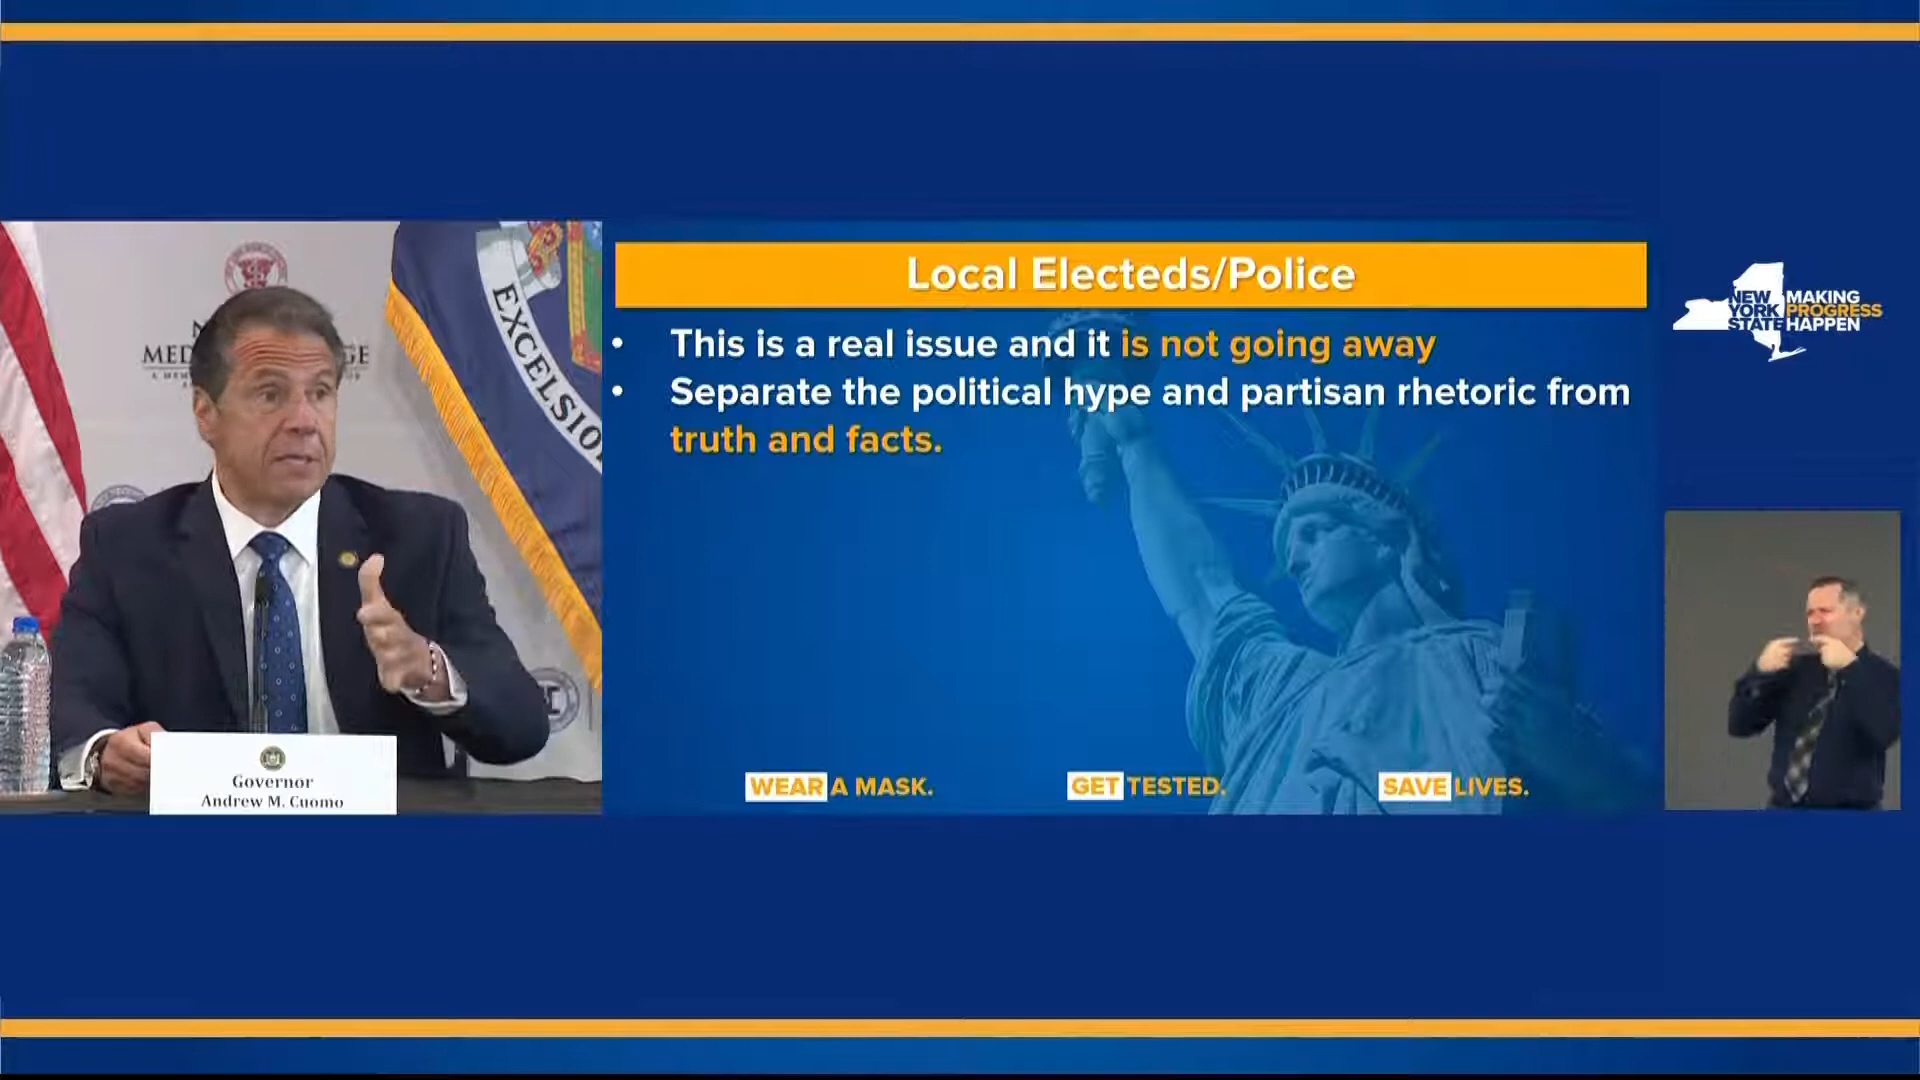 EXCELSIO
Governor
Andrew M. Cuomo
Local Electeds/Police
• This is a real issue and it is not going away
• Separate the political hype and partisan rhetoric from
truth and facts.
WEAR A MASK.
GET TESTED.
SAVE LIVES.
NEW
YORK
STATE
MAKING
PROGRESS
HAPPEN